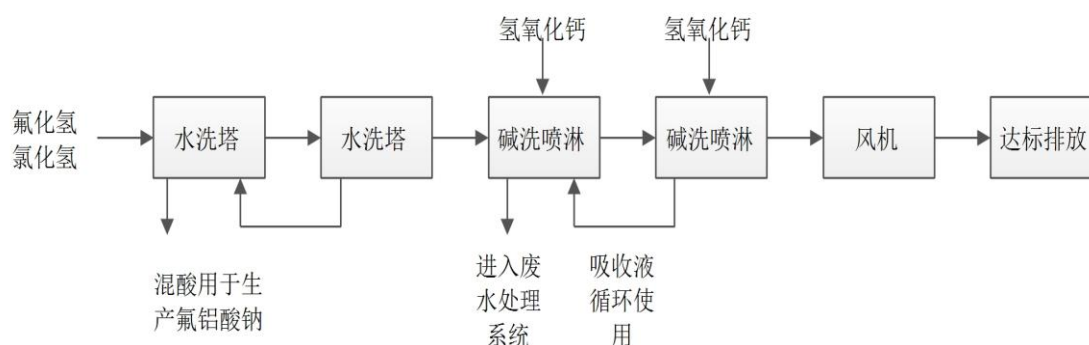 氢氧化钙
氢氧化钙
氟化氢
氯化氢
水洗塔
水洗塔
碱洗喷淋
碱洗喷淋
风机
达标排放
混酸用于生
产氟铝酸钠
进入废
水处理
系统
吸收液
循环使
用